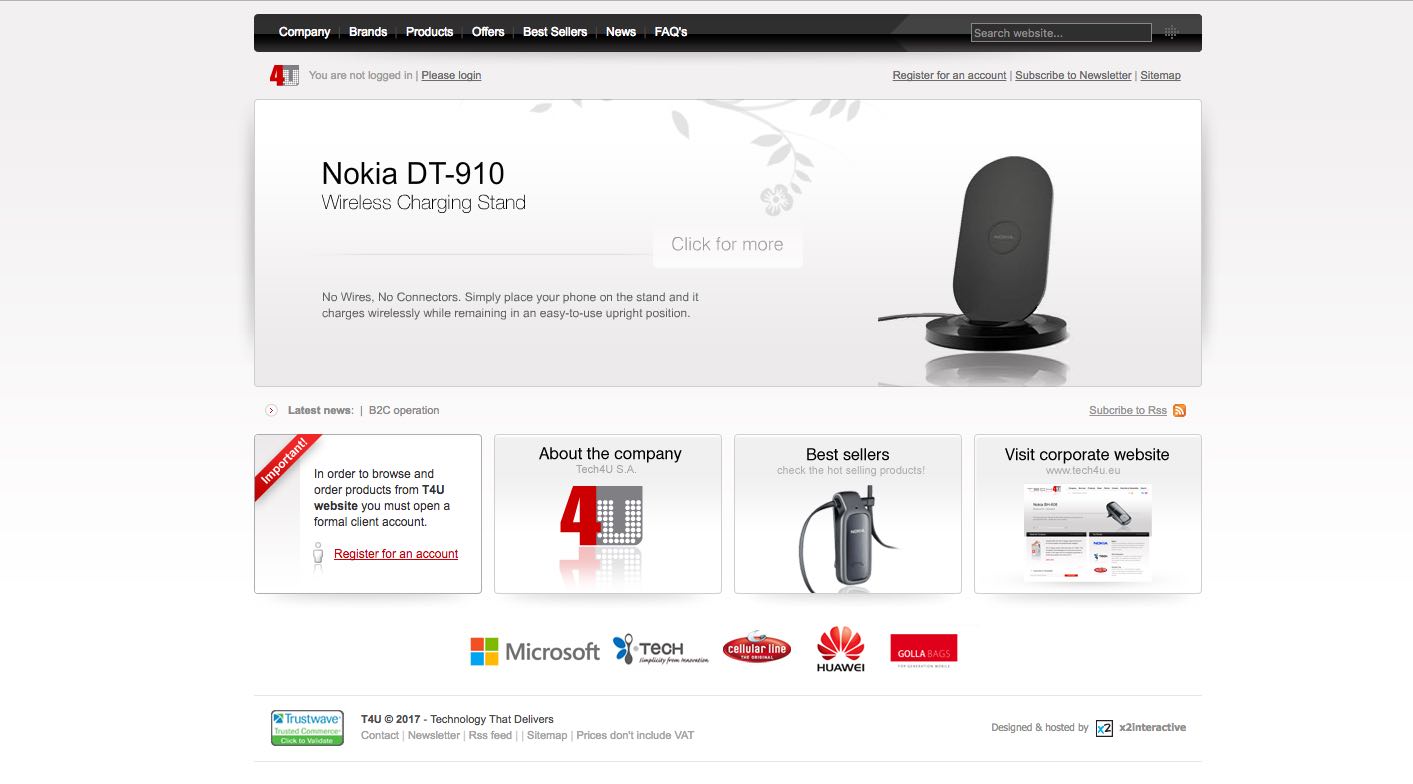 Company | Brands | Products | Offers | Best Sellers | News | FAQ's
Search website...
4U
You are not logged in | Please login
Register for an account | Subscribe to Newsletter | Sitemap
Nokia DT-910
Wireless Charging Stand
Click for more
No Wires, No Connectors. Simply place your phone on the stand and it
charges wirelessly while remaining in an easy-to-use upright position.
NOKIA
Latest news: | B2C operation
Subcribe to Rss
Important!
In order to browse and
order products from T4U
website you must open a
formal client account.
Register for an account
About the company
Tech4U S.A.
4U
Best sellers
check the hot selling products!
NOKIA
Visit corporate website
www.tech4u.eu
NOKIA
Microsoft
TECH
Simplicity from Innovation
cellular line
THE ORIGINAL
HUAWEI
GOLLA BAGS
FOR GENERATION MOBILE
Trustwave
Trusted Commerce
Click to Validate
T4U © 2017 - Technology That Delivers
Contact | Newsletter | Rss feed | | Sitemap | Prices don't include VAT
Designed & hosted by x2 x2interactive